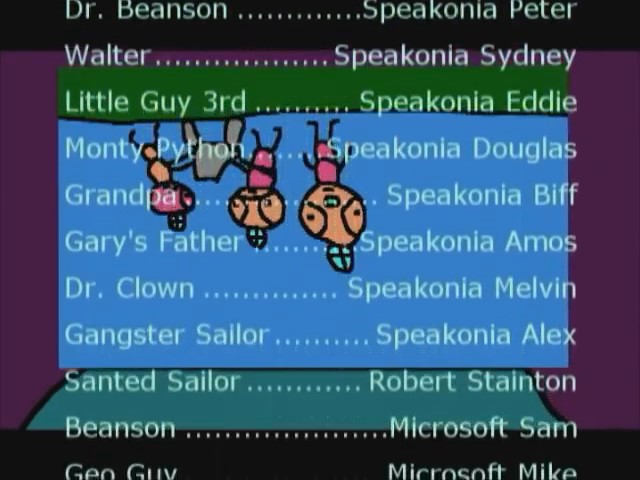 Dr. Beanson .............Speakonia Peter
Walter.................. Speakonia Sydney
Little Guy 3rd .......... Speakonia Eddie
Monty Python.........Speakonia Douglas
Grandpa.................... Speakonia Biff
Gary's Father ............Speakonia Amos
Dr. Clown .............. Speakonia Melvin
Gangster Sailor.......... Speakonia Alex
Santed Sailor............ Robert Stainton
Beanson .....................Microsoft Sam
Geo Guy ..................... Microsoft Mike